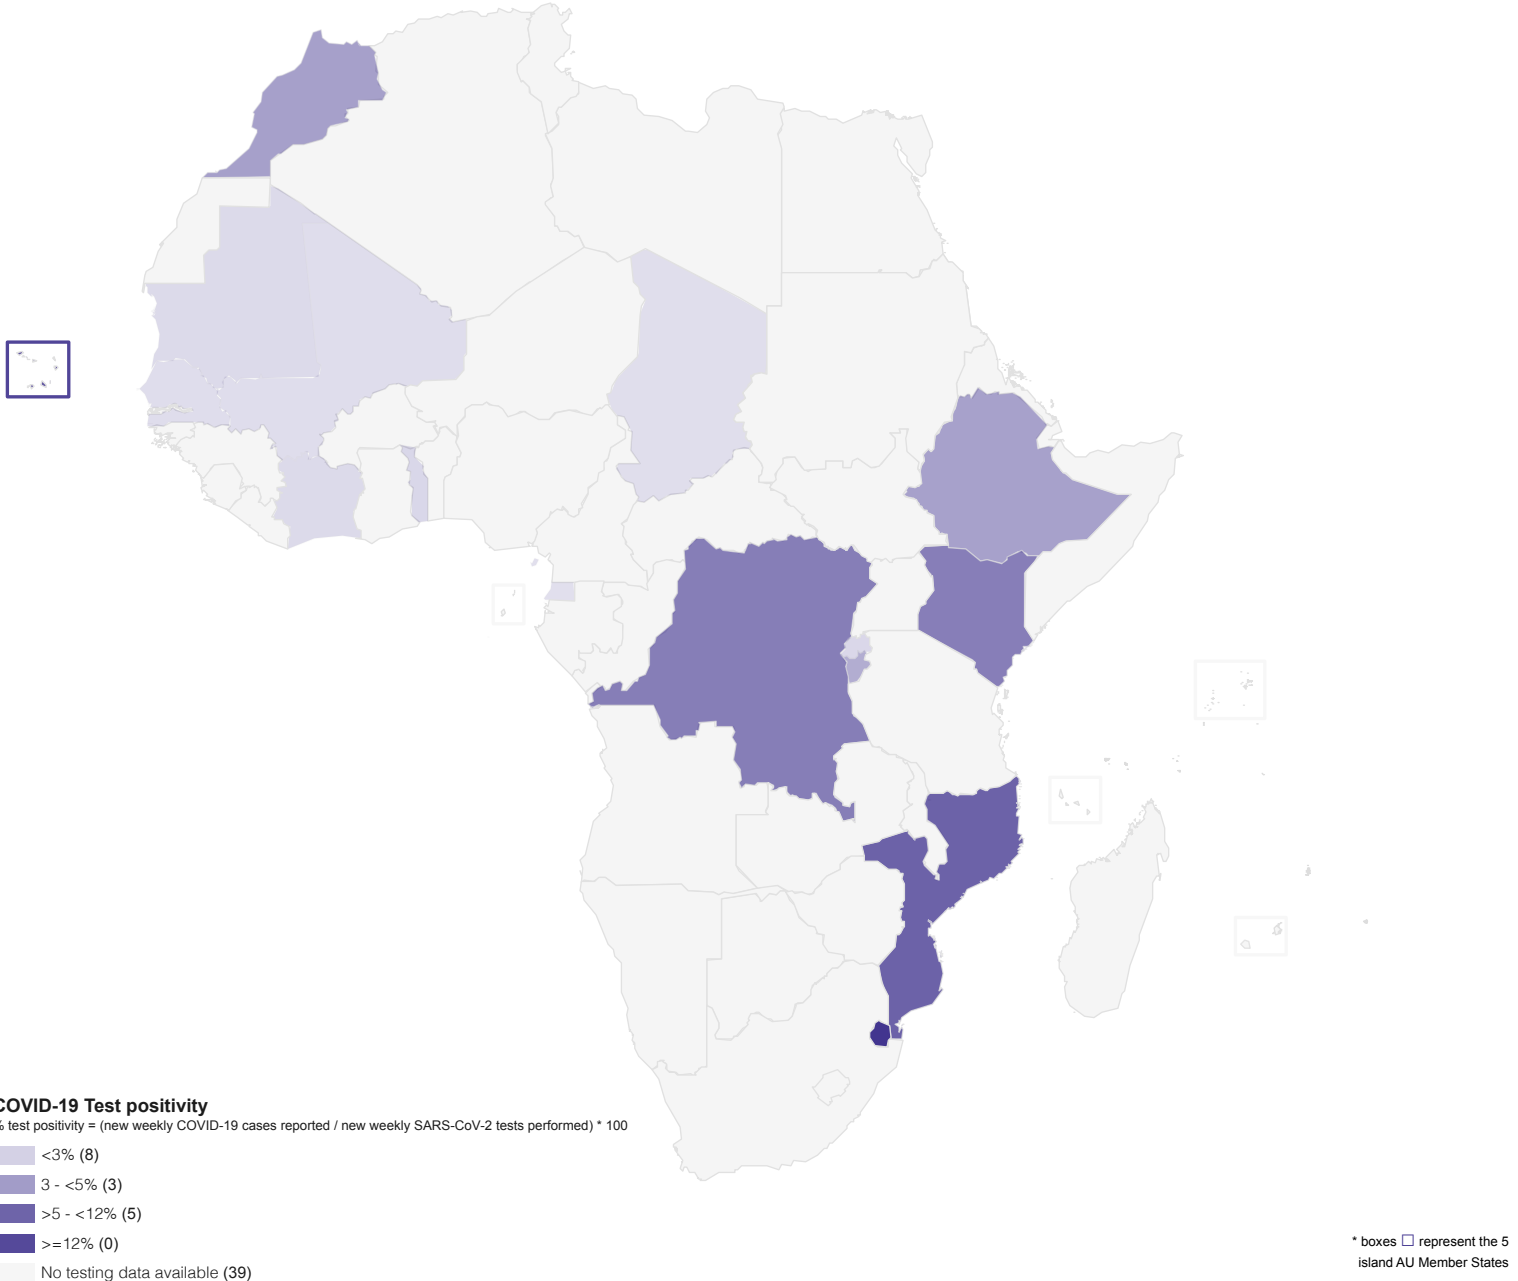 COVID-19 Test positivity
% test positivity = (new weekly COVID-19 cases reported / new weekly SARS-CoV-2 tests performed) * 100
<3% (8)
3 - <5% (3)
>5 - <12% (5)
>=12% (0)
No testing data available (39)
* boxes □ represent the 5
island AU Member States